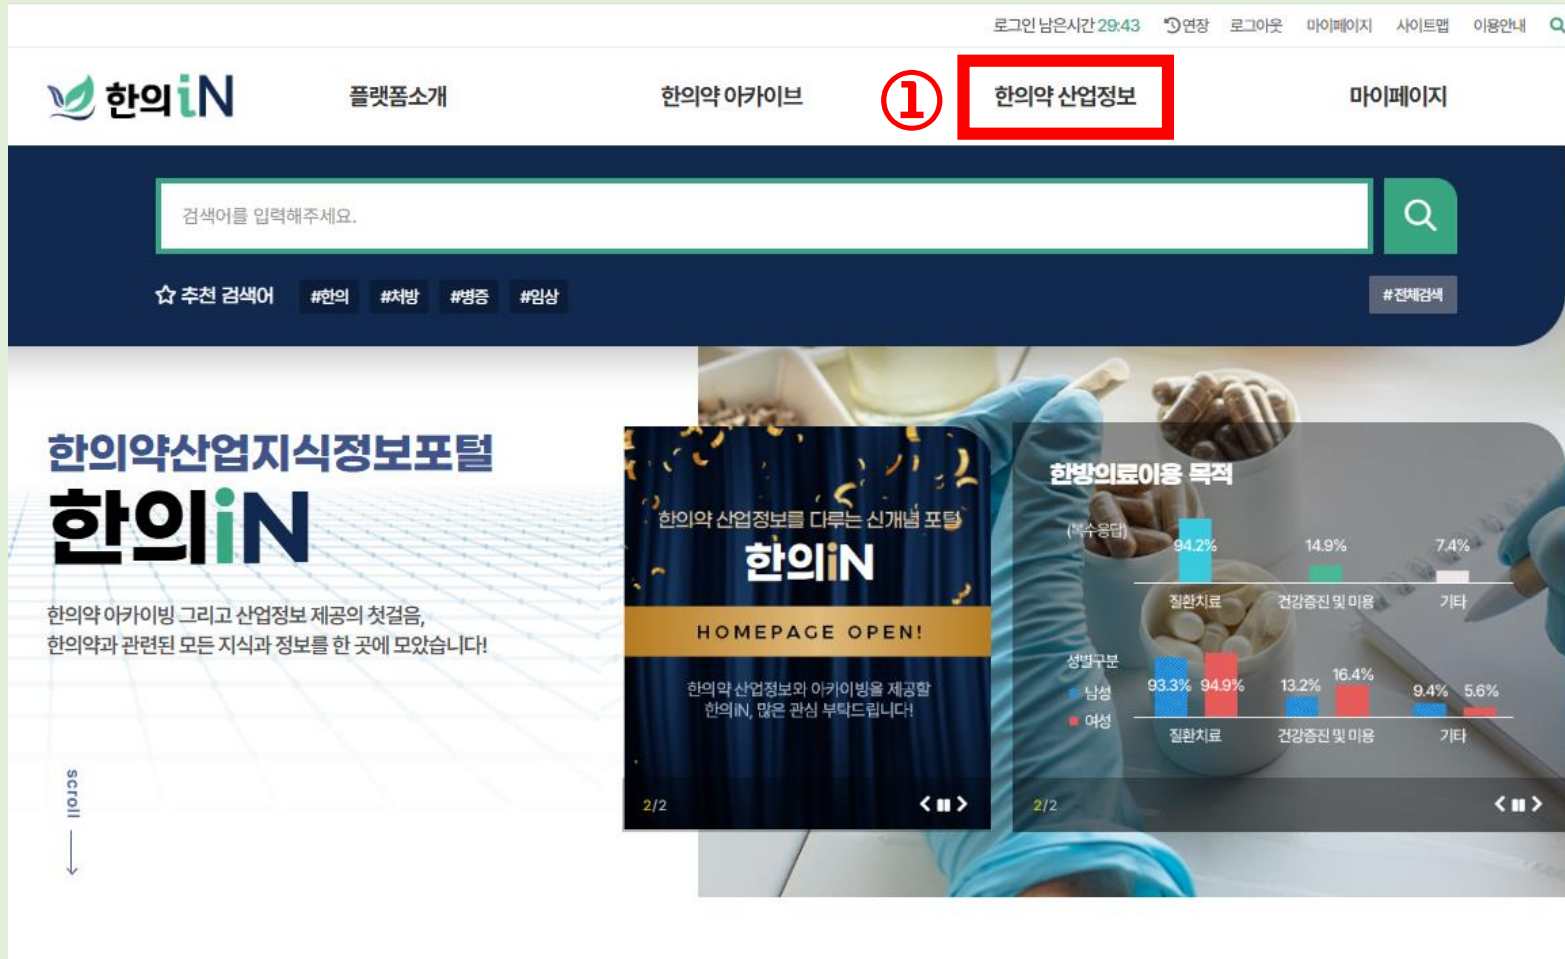 로그인 남은시간 29:43 연장 로그아웃 마이페이지 사이트맵 이용안내
한의iN 플랫폼소개 한의약 아카이브 ① 한의약 산업정보 마이페이지
검색어를 입력해주세요.
추천 검색어 #한의 #처방 #병증 #임상 #전체검색
한의약산업지식정보포털
한의iN
한의약 아카이빙 그리고 산업정보 제공의 첫걸음,
한의약과 관련된 모든 지식과 정보를 한 곳에 모았습니다!
scroll
한의약 산업정보를 다루는 신개념 포털
한의iN
HOMEPAGE OPEN!
한의약 산업정보와 아카이빙을 제공할
한의iN, 많은 관심 부탁드립니다!
2/2
한방의료이용 목적
(복수응답)
94.2% 14.9% 7.4%
질환치료 건강증진 및 미용 기타
성별구분
남성
여성
93.3% 94.9% 13.2% 16.4% 9.4% 5.6%
질환치료 건강증진 및 미용 기타
2/2